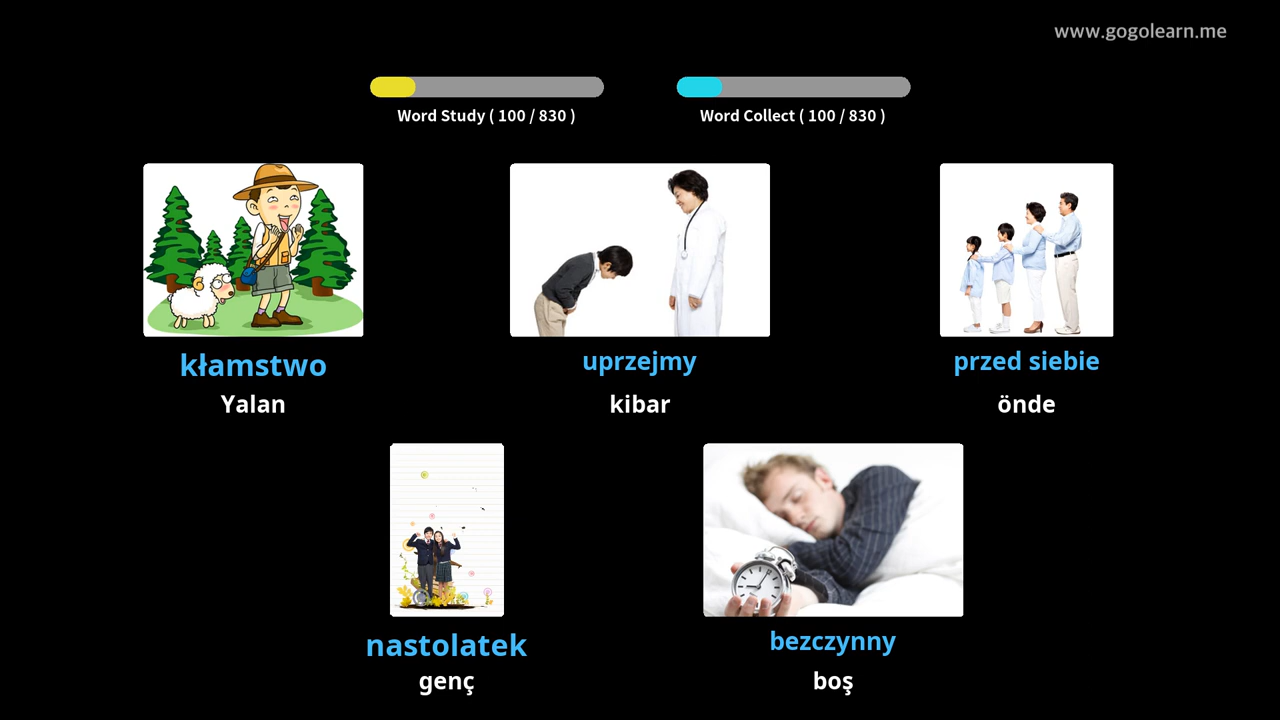 www.gogolearn.me
Word Study ( 100 / 830 )
Word Collect ( 100 / 830 )
kłamstwo
Yalan
uprzejmy
kibar
przed siebie
önde
nastolatek
genç
bezczynny
boş